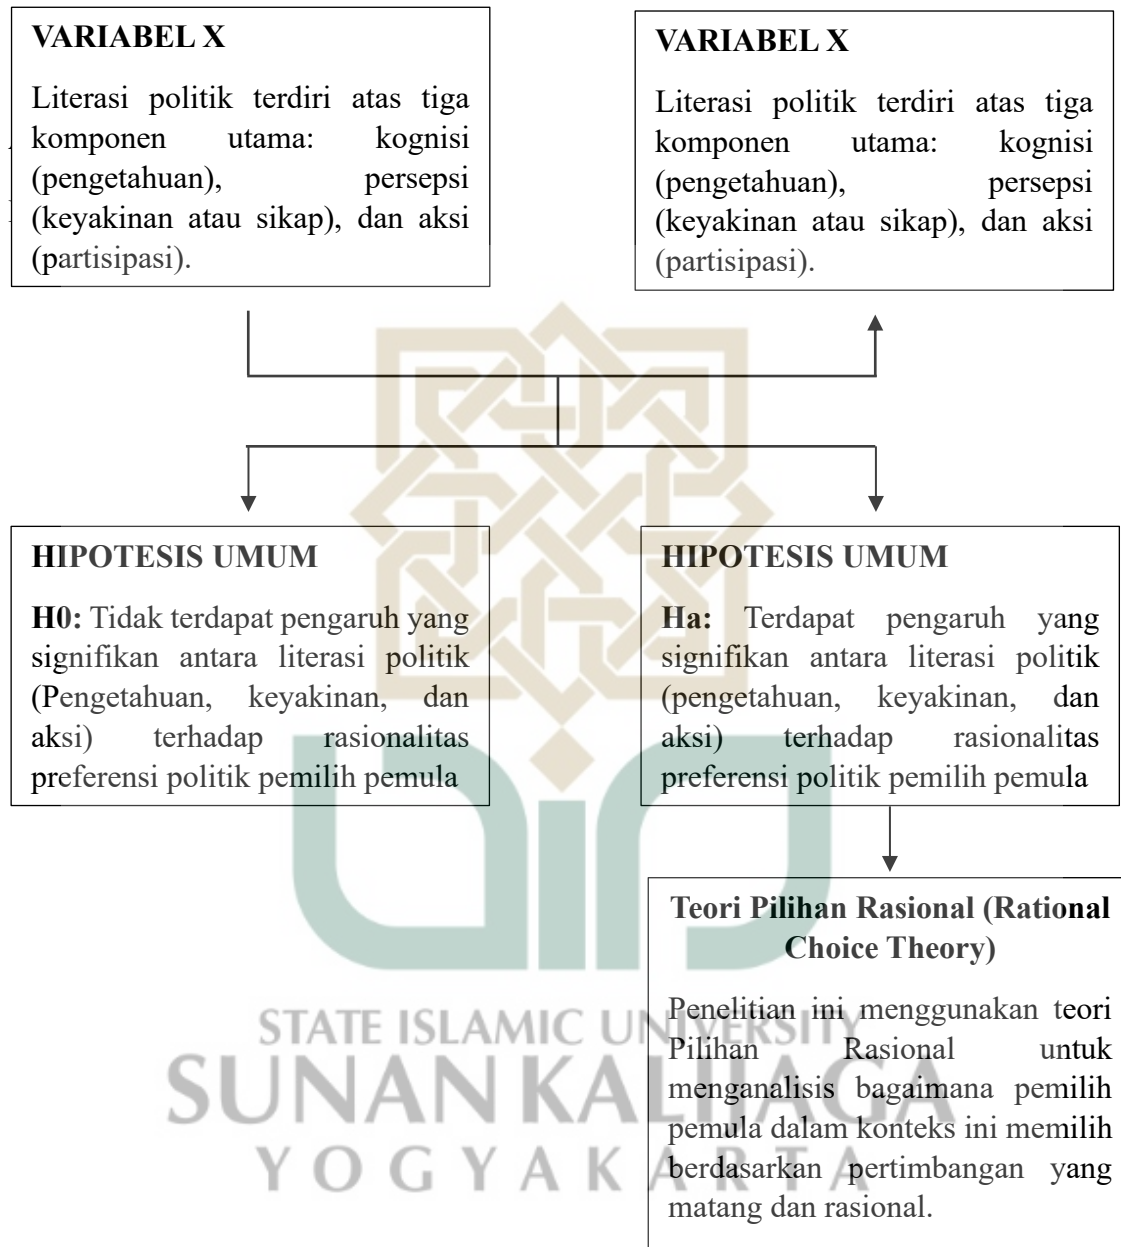 VARIABEL X
Literasi politik terdiri atas tiga
komponen utama: kognisi
(pengetahuan), persepsi
(keyakinan atau sikap), dan aksi
(partisipasi).
VARIABEL X
Literasi politik terdiri atas tiga
komponen utama: kognisi
(pengetahuan), persepsi
(keyakinan atau sikap), dan aksi
(partisipasi).
HIPOTESIS UMUM
H0: Tidak terdapat pengaruh yang
signifikan antara literasi politik
(Pengetahuan, keyakinan, dan
aksi) terhadap rasionalitas
preferensi politik pemilih pemula
HIPOTESIS UMUM
Ha: Terdapat pengaruh yang
signifikan antara literasi politik
(pengetahuan, keyakinan, dan
aksi) terhadap rasionalitas
preferensi politik pemilih pemula
Teori Pilihan Rasional (Rational
Choice Theory)
Penelitian ini menggunakan teori
Pilihan Rasional untuk
menganalisis bagaimana pemilih
pemula dalam konteks ini memilih
berdasarkan pertimbangan yang
matang dan rasional.
STATE ISLAMIC UNIVERSITY
SUNAN KALIJAGA
YOGYAKARTA